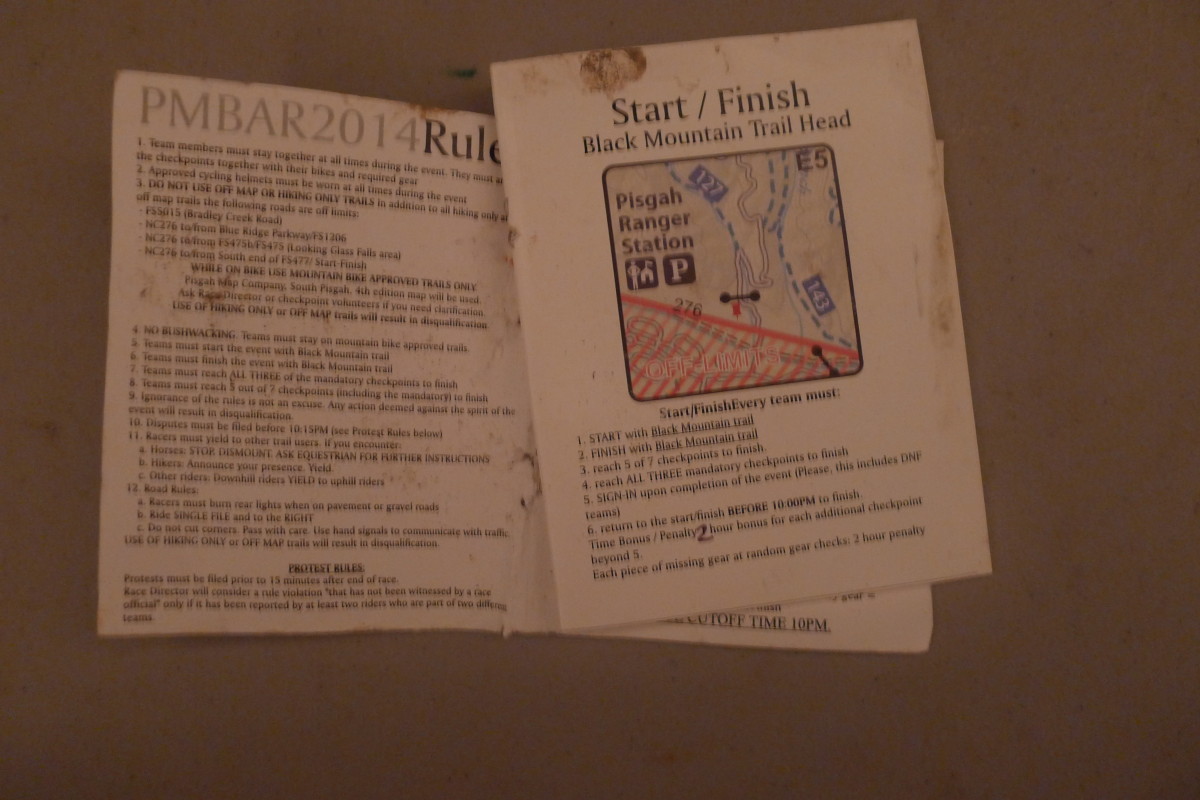 PMBAR2014Rule
1. Team members must stay together at all times during the event. They must
the checkpoints together with their bikes and required gear
2. Approved cycling helmets must be worn at all times during the event
3. DO NOT USE OFF MAP OR HIKING ONLY TRAILS In addition to all hiking only
off map trails the following roads are off limits:
- FS5015 (Bradley Creek Road)
- NC276 to/from Blue Ridge Parkway/FS1206
- NC276 to/from FS475b/FS475 (Looking Glass Falls area)
- NC276 to/from South end of FS477/ Start-Finish
WHILE ON BIKE USE MOUNTAIN BIKE APPROVED TRAILS ONLY
Pisgah Map Company, South Pisgah, 4th edition map will be used.
Ask Race Director or checkpoint volunteers if you need clarification.
USE OF HIKING ONLY or OFF MAP trails will result in disqualification.
4. NO BUSHWACKING. Teams must stay on mountain bike approved trails.
5. Teams must start the event with Black Mountain trail
6. Teams must finish the event with Black Mountain trail
7. Teams must reach ALL THREE of the mandatory checkpoints to finish
8. Teams must reach 5 out of 7 checkpoints (including the mandatory) to finish
9. Ignorance of the rules is not an excuse. Any action deemed against the spirit of the
event will result in disqualification.
10. Disputes must be filed before 10:15PM (see Protest Rules below)
11. Racers must yield to other trail users. if you encounter:
a. Horses: STOP. DISMOUNT. ASK EQUESTRIAN FOR FURTHER INSTRUCTIONS
b. Hikers: Announce your presence. Yield.
c. Other riders: Downhill riders YIELD to uphill riders
12. Road Rules:
a. Racers must burn rear lights when on pavement or gravel roads
b. Ride SINGLE FILE and to the RIGHT
c. Do not cut corners. Pass with care. Use hand signals to communicate with traffic.
USE OF HIKING ONLY or OFF MAP trails will result in disqualification.
PROTEST RULES:
Protests must be filed prior to 15 minutes after end of race.
Race Director will consider a rule violation "that has not been witnessed by a race
official" only if it has been reported by at least two riders who are part of two
teams.
Start / Finish
Black Mountain Trail Head
E5
127
Pisgah
Ranger
Station
P
143
276
OFF LIMITS
Start/FinishEvery team must:
1. START with Black Mountain trail
2. FINISH with Black Mountain trail
3. reach 5 of 7 checkpoints to finish.
4. reach ALL THREE mandatory checkpoints to finish
5. SIGN-IN upon completion of the event (Please, this includes DNF
teams)
6. return to the start/finish BEFORE 10:00PM to finish.
Time Bonus / Penalty 2 hour bonus for each additional checkpoint
beyond 5.
Each piece of missing gear at random gear checks: 2 hour penalty
gear
CUTOFF TIME 10PM.